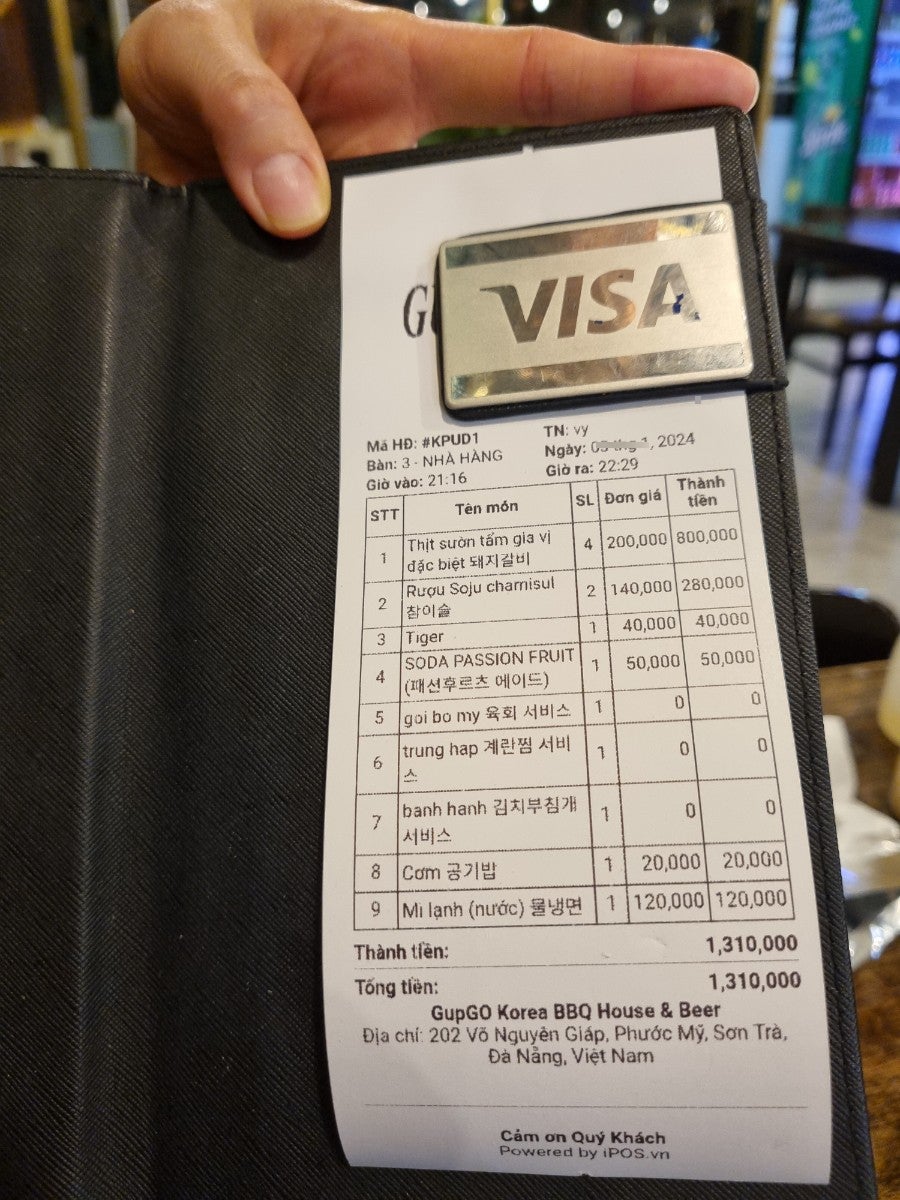 VISA
Mã HĐ: #KPUD1
TN: vy
Bàn: 3 - NHÀ HÀNG
Ngày: 2024
Giờ vào: 21:16
Giờ ra: 22:29
STT Tên món SL Đơn giá Thành tiền
1 Thịt sườn tẩm gia vị 4 200,000 800,000
đặc biệt 돼지갈비
2 Rượu Soju chamisul 2 140,000 280,000
참이슬
3 Tiger 1 40,000 40,000
4 SODA PASSION FRUIT 1 50,000 50,000
(패션후르츠 에이드)
5 goi bo my 육회 서비스 1 0 0
6 trung hap 계란찜 서비 1 0 0
스
7 banh hanh 김치부침개 1 0 0
서비스
8 Cơm 공기밥 1 20,000 20,000
9 Mì lạnh (nước) 물냉면 1 120,000 120,000
Thành tiền: 1,310,000
Tổng tiền: 1,310,000
GupGO Korea BBQ House & Beer
Địa chỉ: 202 Võ Nguyên Giáp, Phước Mỹ, Sơn Trà,
Đà Nẵng, Việt Nam
Cảm ơn Quý Khách
Powered by iPOS.vn